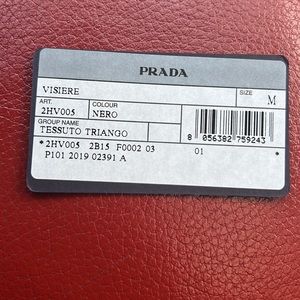 PRADA
VISIERE
SIZE M
ART. COLOUR
2HV005 NERO
GROUP NAME
TESSUTO TRIANGO
8 056382 759243
*2HV005 2B15 F0002 03 01 *
P101 2019 02391 A